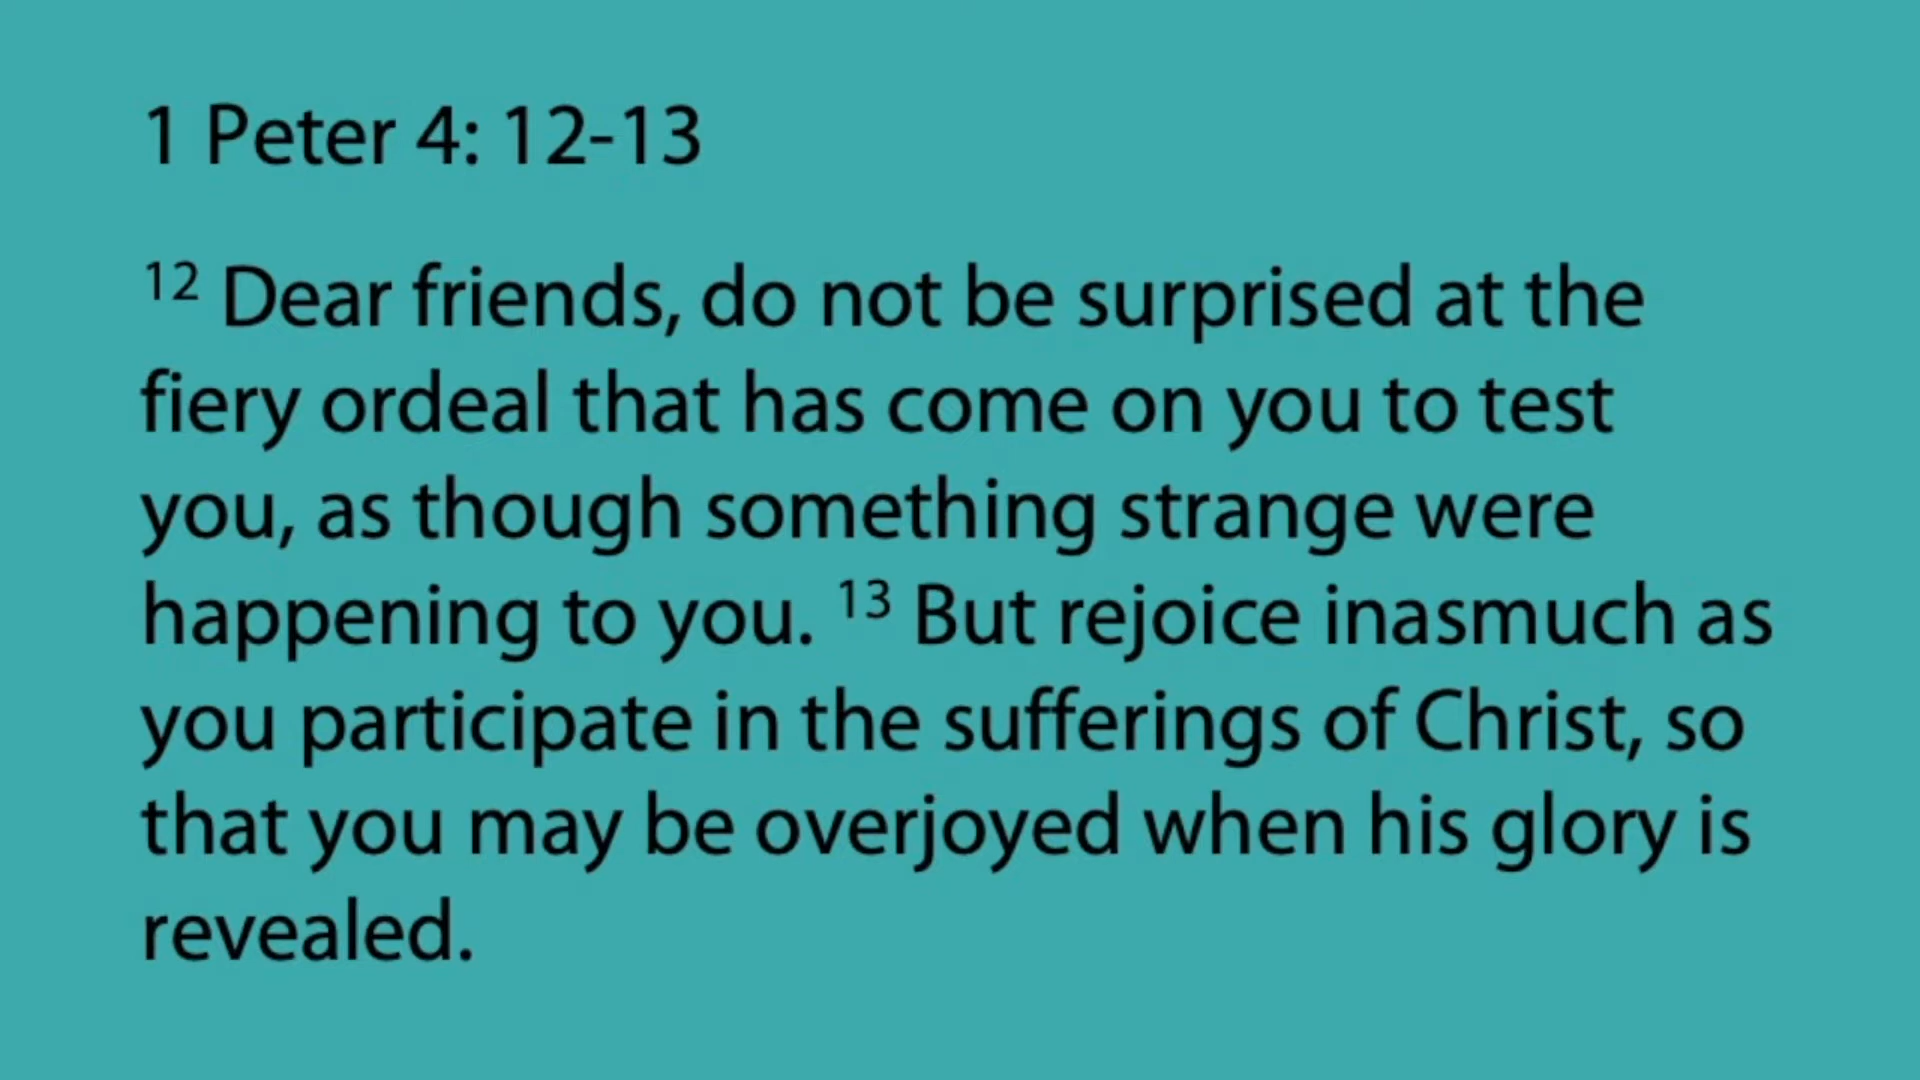 1 Peter 4: 12-13
12 Dear friends, do not be surprised at the
fiery ordeal that has come on you to test
you, as though something strange were
happening to you. 13 But rejoice inasmuch as
you participate in the sufferings of Christ, so
that you may be overjoyed when his glory is
revealed.